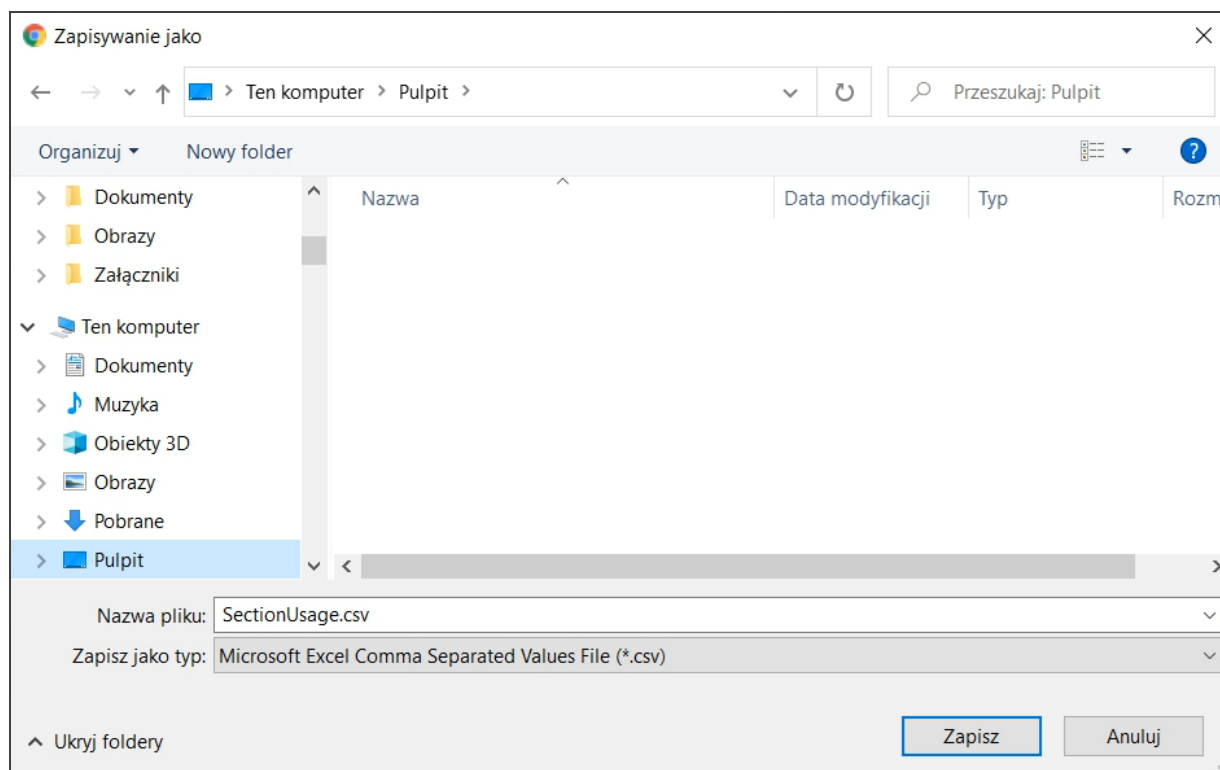 Zapisywanie jako
Ten komputer Pulpit
Przeszukaj: Pulpit
Organizuj Nowy folder
?
Nazwa Data modyfikacji Typ Rozm
Dokumenty
Obrazy
Załączniki
Ten komputer
Dokumenty
Muzyka
Obiekty 3D
Obrazy
Pobrane
Pulpit
Nazwa pliku: SectionUsage.csv
Zapisz jako typ: Microsoft Excel Comma Separated Values File (*.csv)
Ukryj foldery
Zapisz Anuluj